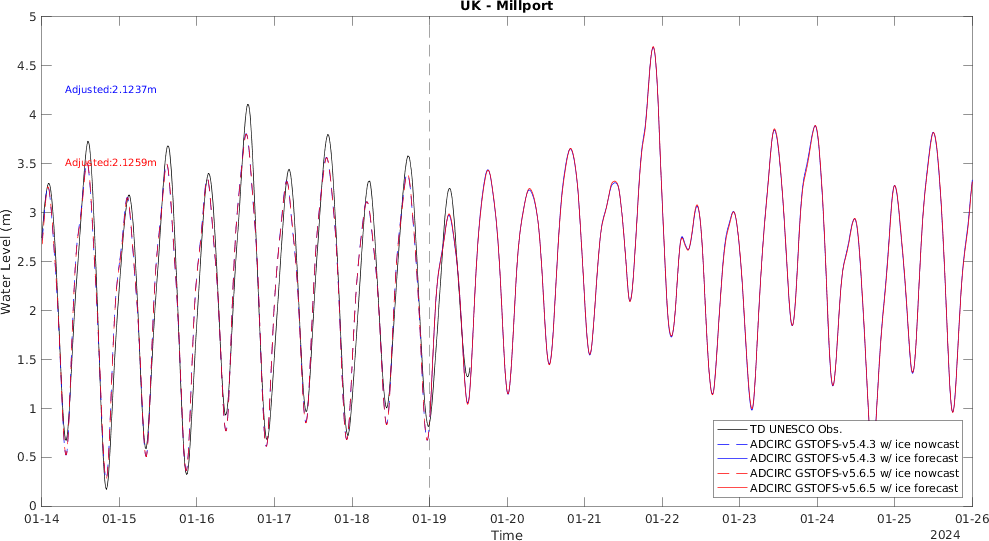 UK - Millport
5
4.5
4
3.5
3
2.5
2
1.5
1
0.5
0
Water Level (m)
Adjusted:2.1237m
Adjusted:2.1259m
TD UNESCO Obs.
ADCIRC GSTOFS-v5.4.3 w/ ice nowcast
ADCIRC GSTOFS-v5.4.3 w/ ice forecast
ADCIRC GSTOFS-v5.6.5 w/ ice nowcast
ADCIRC GSTOFS-v5.6.5 w/ ice forecast
01-14 01-15 01-16 01-17 01-18 01-19 01-20 01-21 01-22 01-23 01-24 01-25 01-26
Time
2024